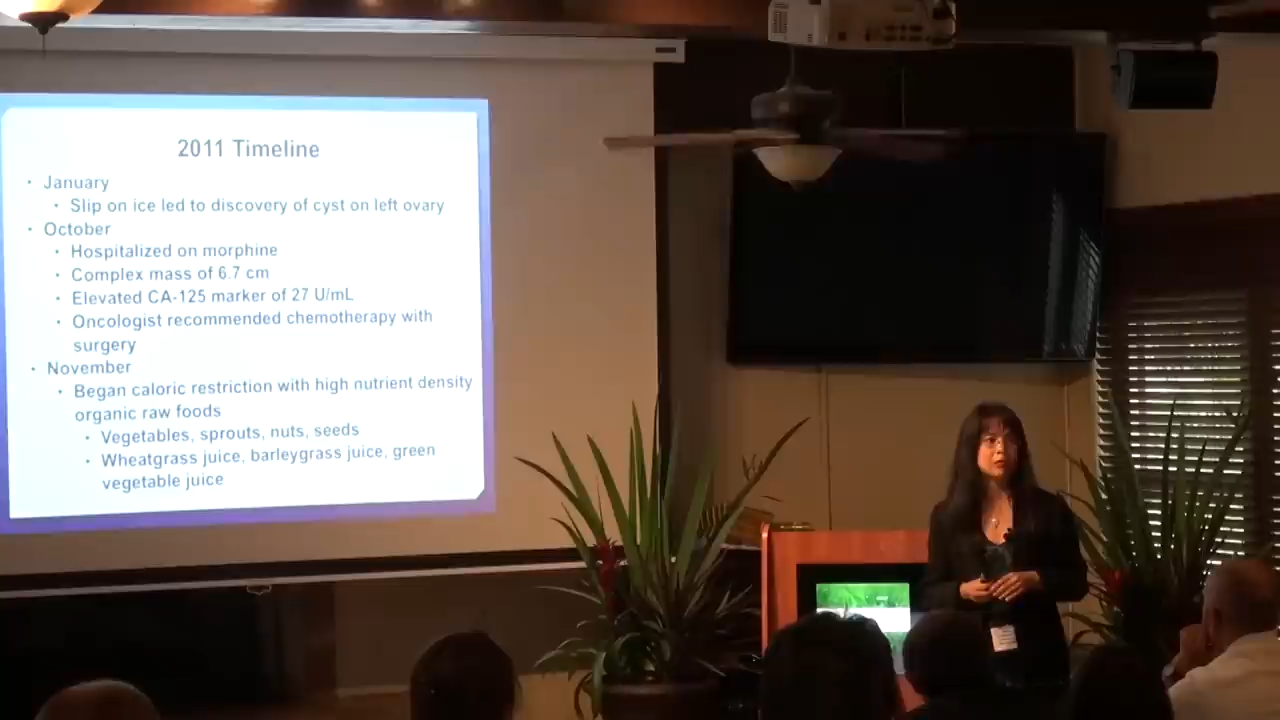 2011 Timeline
• January
• Slip on ice led to discovery of cyst on left ovary
• October
• Hospitalized on morphine
• Complex mass of 6.7 cm
• Elevated CA-125 marker of 27 U/mL
• Oncologist recommended chemotherapy with
surgery
• November
• Began caloric restriction with high nutrient density
organic raw foods
• Vegetables, sprouts, nuts, seeds
• Wheatgrass juice, barleygrass juice, green
vegetable juice